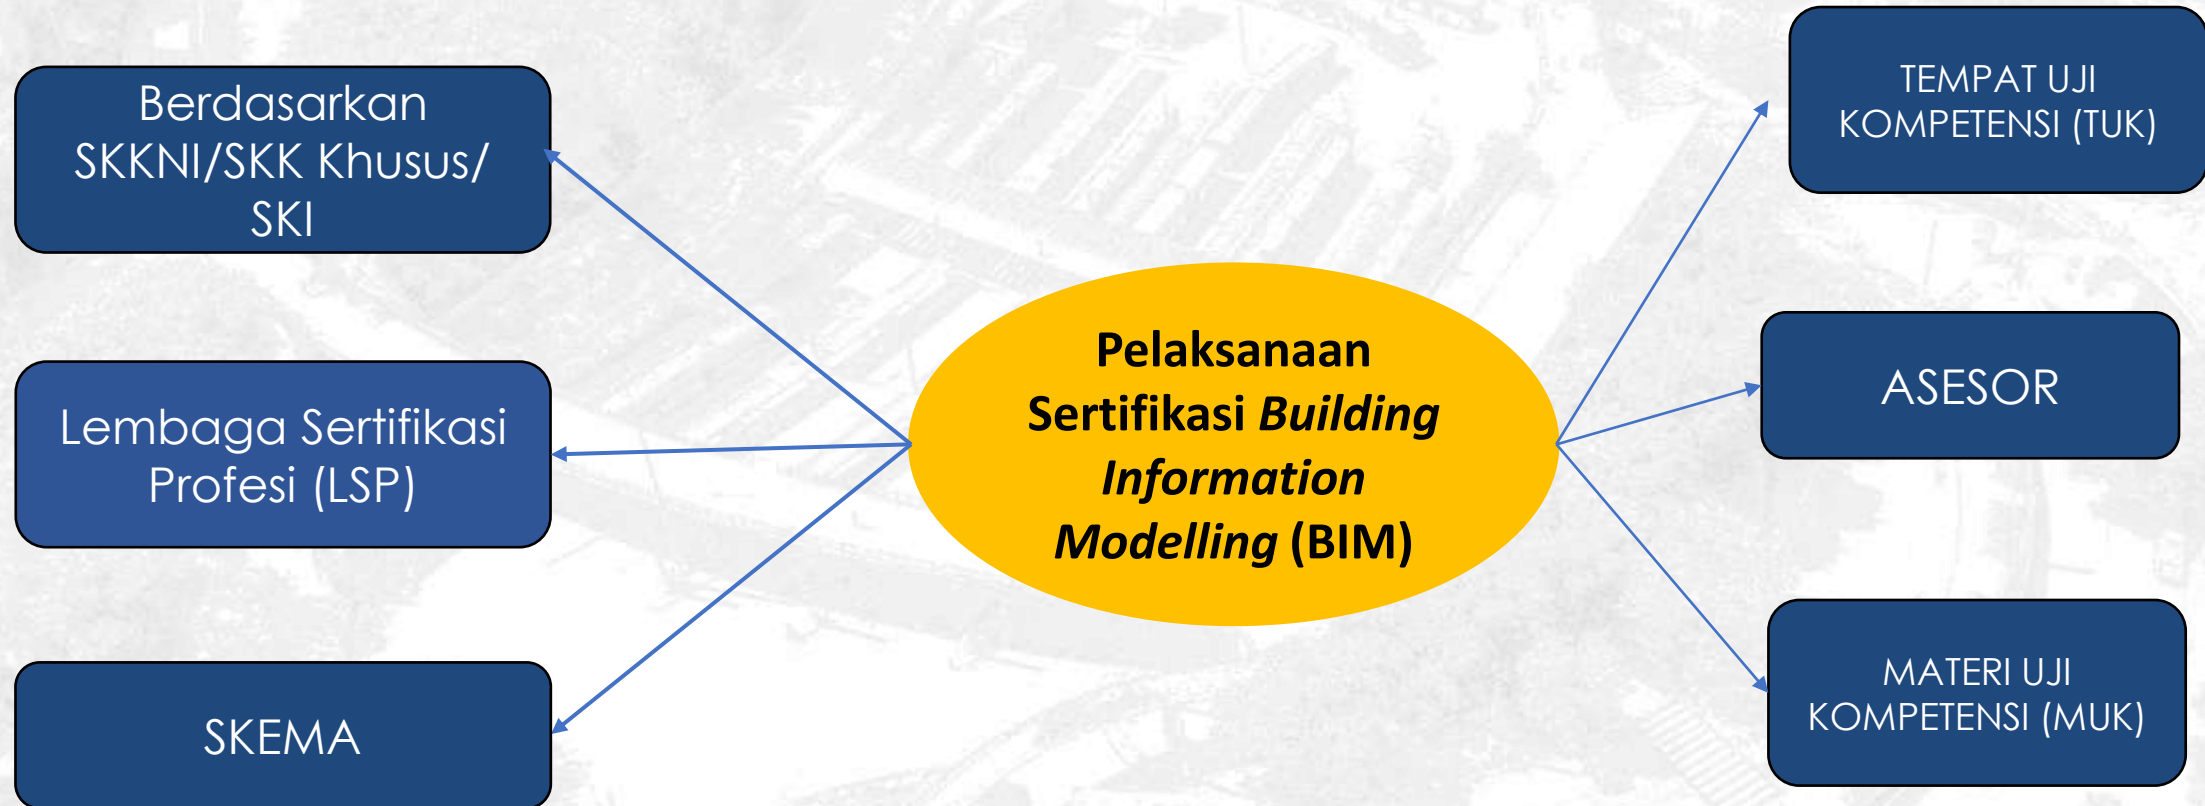 Berdasarkan
SKKNI/SKK Khusus/
SKI
Lembaga Sertifikasi
Profesi (LSP)
SKEMA
Pelaksanaan
Sertifikasi Building
Information
Modelling (BIM)
TEMPAT UJI
KOMPETENSI (TUK)
ASESOR
MATERI UJI
KOMPETENSI (MUK)